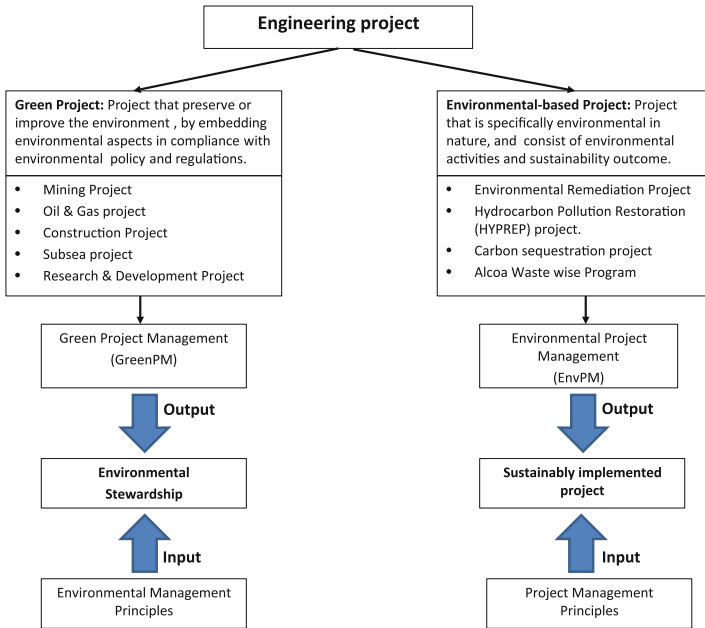 Engineering project
Green Project: Project that preserve or
improve the environment , by embedding
environmental aspects in compliance with
environmental policy and regulations.
• Mining Project
• Oil & Gas project
• Construction Project
• Subsea project
• Research & Development Project
Green Project Management
(GreenPM)
Output
Environmental
Stewardship
Input
Environmental Management
Principles
Environmental-based Project: Project
that is specifically environmental in
nature, and consist of environmental
activities and sustainability outcome.
• Environmental Remediation Project
• Hydrocarbon Pollution Restoration
(HYPREP) project.
• Carbon sequestration project
• Alcoa Waste wise Program
Environmental Project
Management
(EnvPM)
Output
Sustainably implemented
project
Input
Project Management
Principles